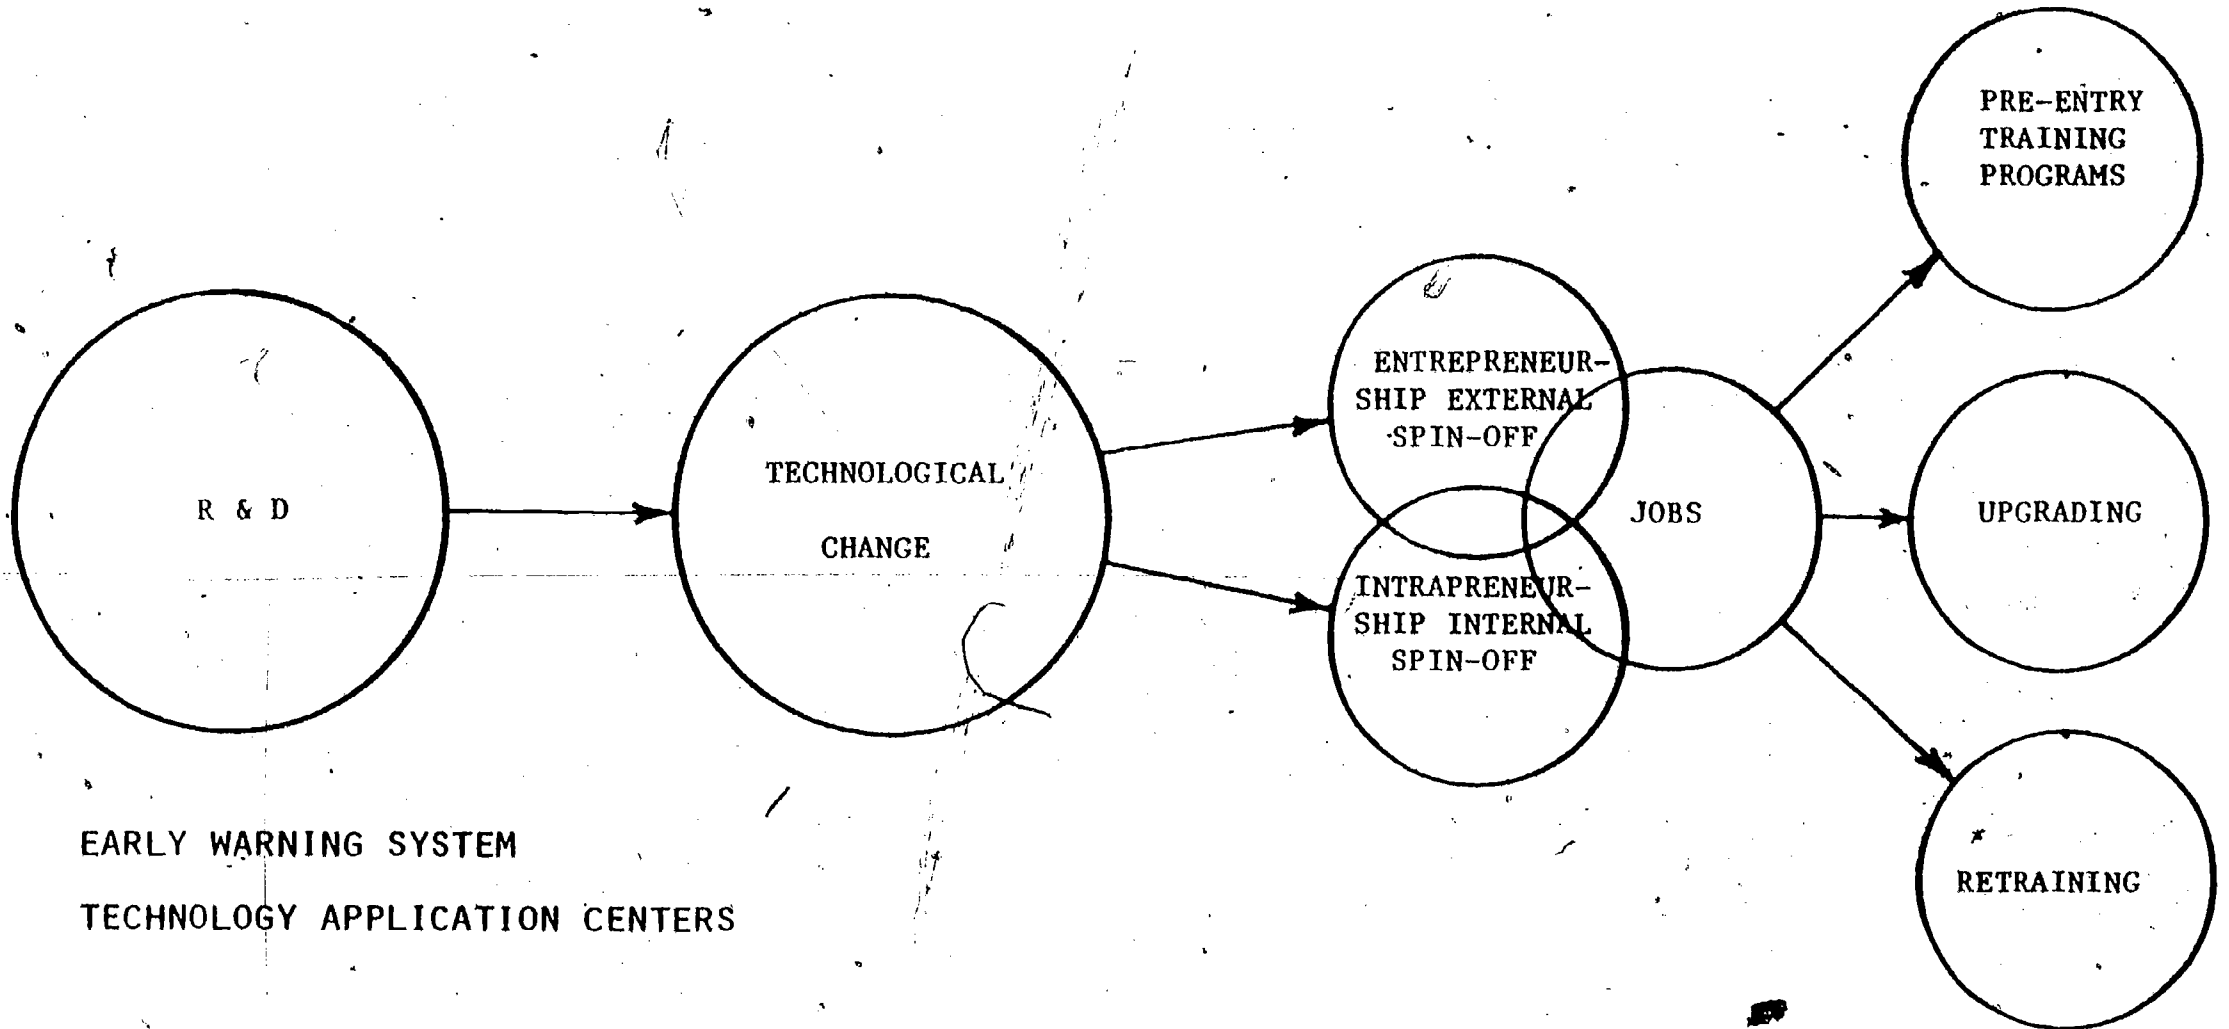 R & D
TECHNOLOGICAL
CHANGE
ENTREPRENEUR-
SHIP EXTERNAL
SPIN-OFF
INTRAPRENEUR-
SHIP INTERNAL
SPIN-OFF
JOBS
PRE-ENTRY
TRAINING
PROGRAMS
UPGRADING
RETRAINING
EARLY WARNING SYSTEM
TECHNOLOGY APPLICATION CENTERS